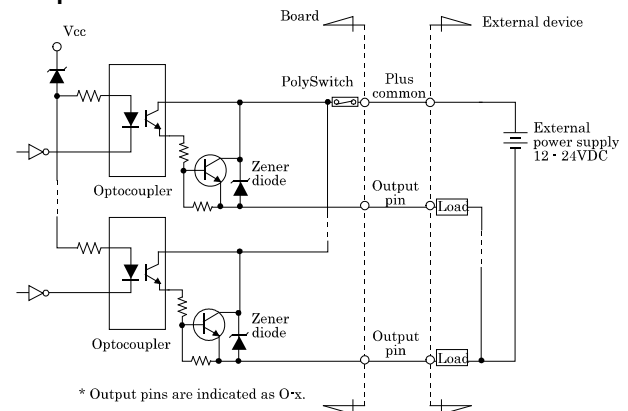 Board
External device
Vcc
PolySwitch
Plus
common
External
power supply
12 - 24VDC
Zener
diode
Optocoupler
Output
pin
Load
Zener
diode
Optocoupler
Output
pin
Load
* Output pins are indicated as O-x.